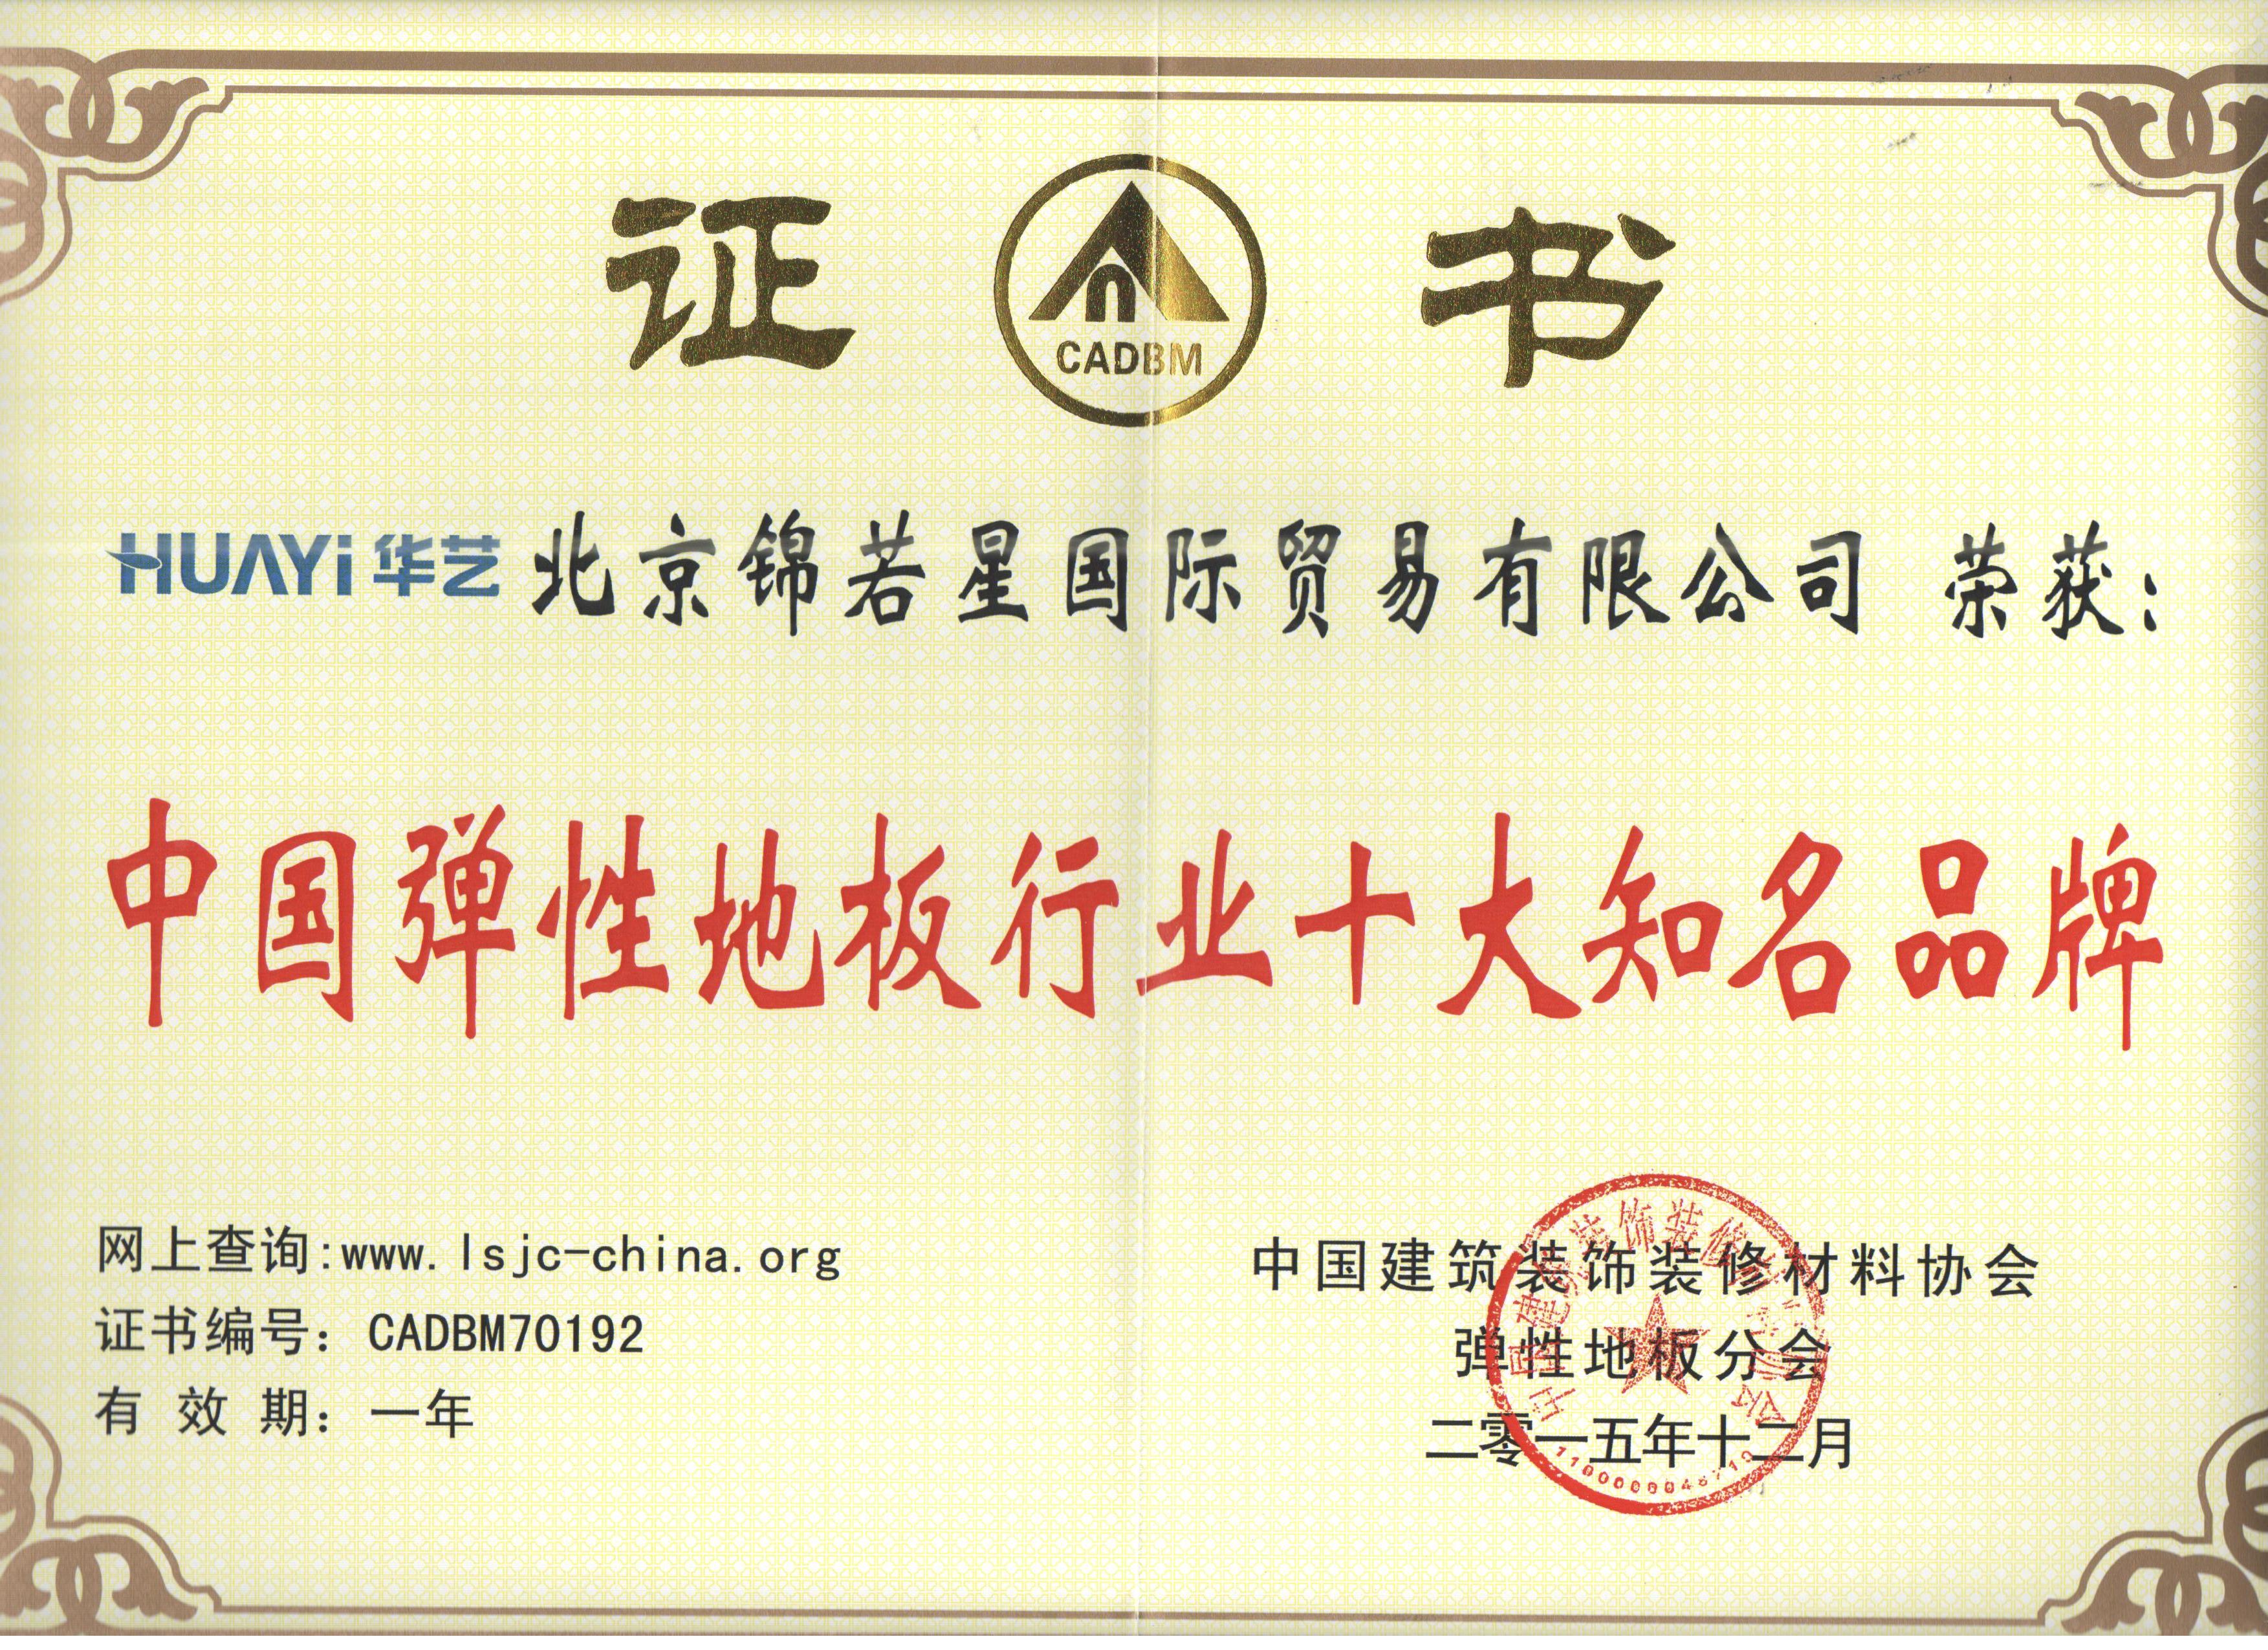 证 书
CADBM
HUAYi 华艺 北京锦若星国际贸易有限公司 荣获：
中国弹性地板行业十大知名品牌
网上查询:www.lsjc-china.org
证书编号：CADBM70192
有 效 期：一年
中国建筑装饰装修材料协会
弹性地板分会
二零一五年十二月